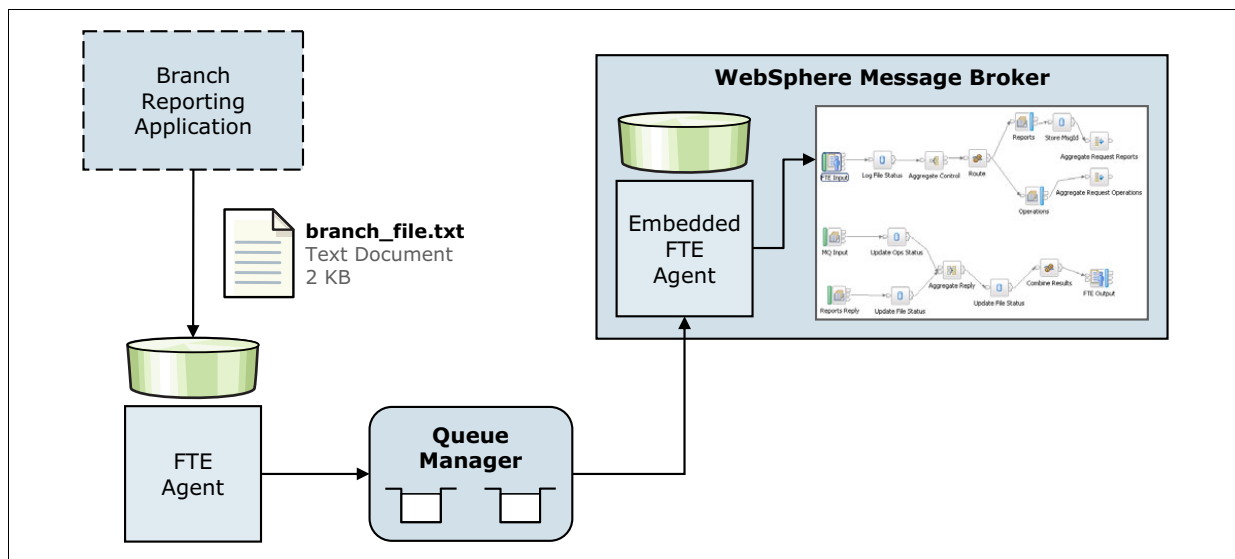 Branch
Reporting
Application
branch_file.txt
Text Document
2 KB
FTE
Agent
Queue
Manager
WebSphere Message Broker
Embedded
FTE
Agent
FTE Input
Log File Status
Aggregate Control
Route
Reports
Store MsgId
Aggregate Request Reports
Operations
Aggregate Request Operations
MQ Input
Update Ops Status
Aggregate Reply
Reports Reply
Update File Status
Update File Status
Combine Results
FTE Output